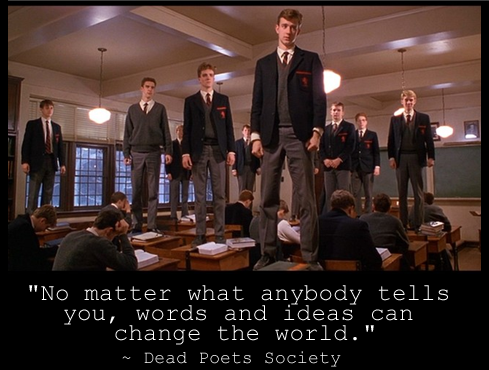 "No matter what anybody tells
you, words and ideas can
change the world."
~ Dead Poets Society